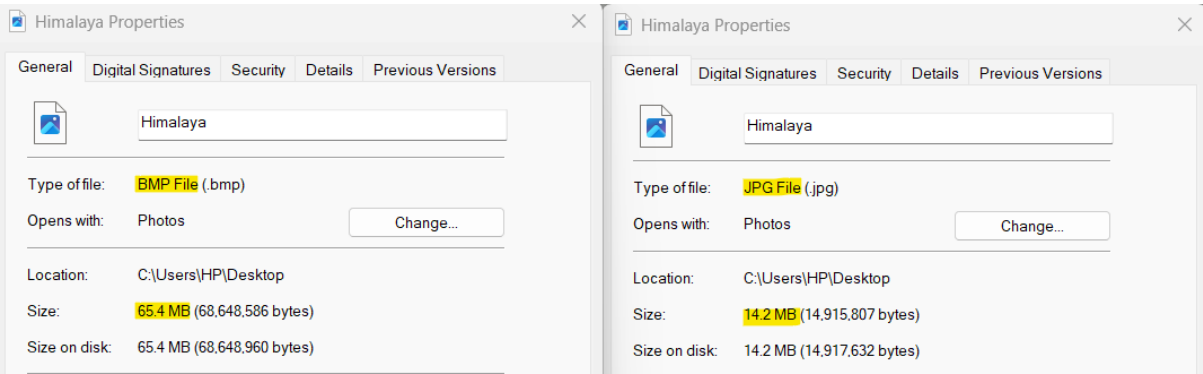 Himalaya Properties
General Digital Signatures Security Details Previous Versions
Himalaya
Type of file: BMP File (.bmp)
Opens with: Photos Change...
Location: C:\Users\HP\Desktop
Size: 65.4 MB (68,648,586 bytes)
Size on disk: 65.4 MB (68,648,960 bytes)
Himalaya Properties
General Digital Signatures Security Details Previous Versions
Himalaya
Type of file: JPG File (.jpg)
Opens with: Photos Change...
Location: C:\Users\HP\Desktop
Size: 14.2 MB (14,915,807 bytes)
Size on disk: 14.2 MB (14,917,632 bytes)